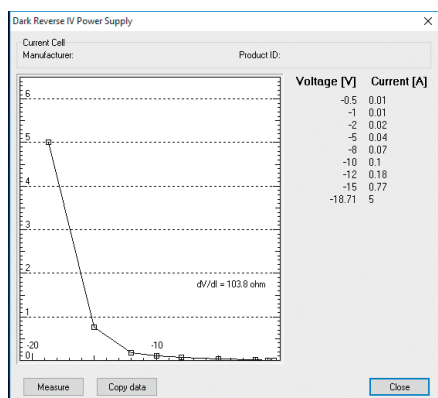 Dark Reverse IV Power Supply
Current Cell
Manufacturer: Product ID:
Voltage [V] Current [A]
-0.5 0.01
-1 0.01
-2 0.02
-5 0.04
-8 0.07
-10 0.1
-12 0.18
-15 0.77
-18.71 5
6
5
4
3
2
dV/dI = 103.8 ohm
1
-20 -10
0
Measure Copy data Close